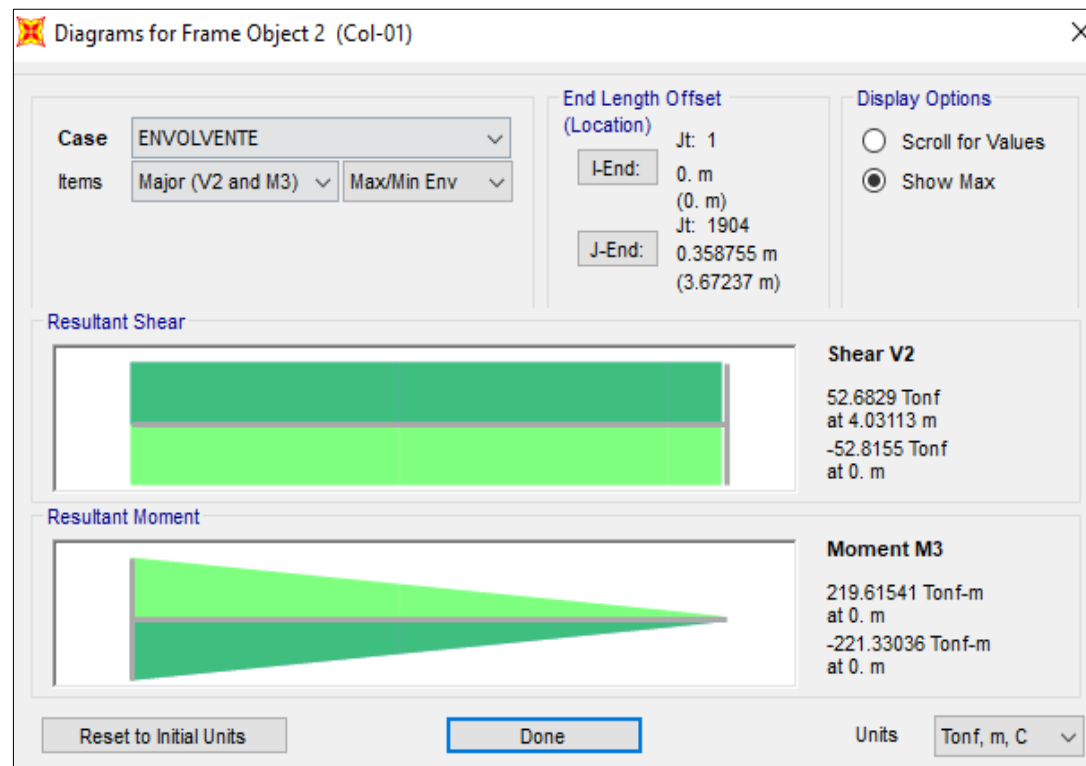 Diagrams for Frame Object 2 (Col-01)
Case ENVOLVENTE
Items Major (V2 and M3) Max/Min Env
End Length Offset
(Location)
Jt: 1
I-End: 0. m
(0. m)
Jt: 1904
J-End: 0.358755 m
(3.67237 m)
Display Options
Scroll for Values
Show Max
Resultant Shear
Shear V2
52.6829 Tonf
at 4.03113 m
-52.8155 Tonf
at 0. m
Resultant Moment
Moment M3
219.61541 Tonf-m
at 0. m
-221.33036 Tonf-m
at 0. m
Reset to Initial Units Done Units Tonf, m, C